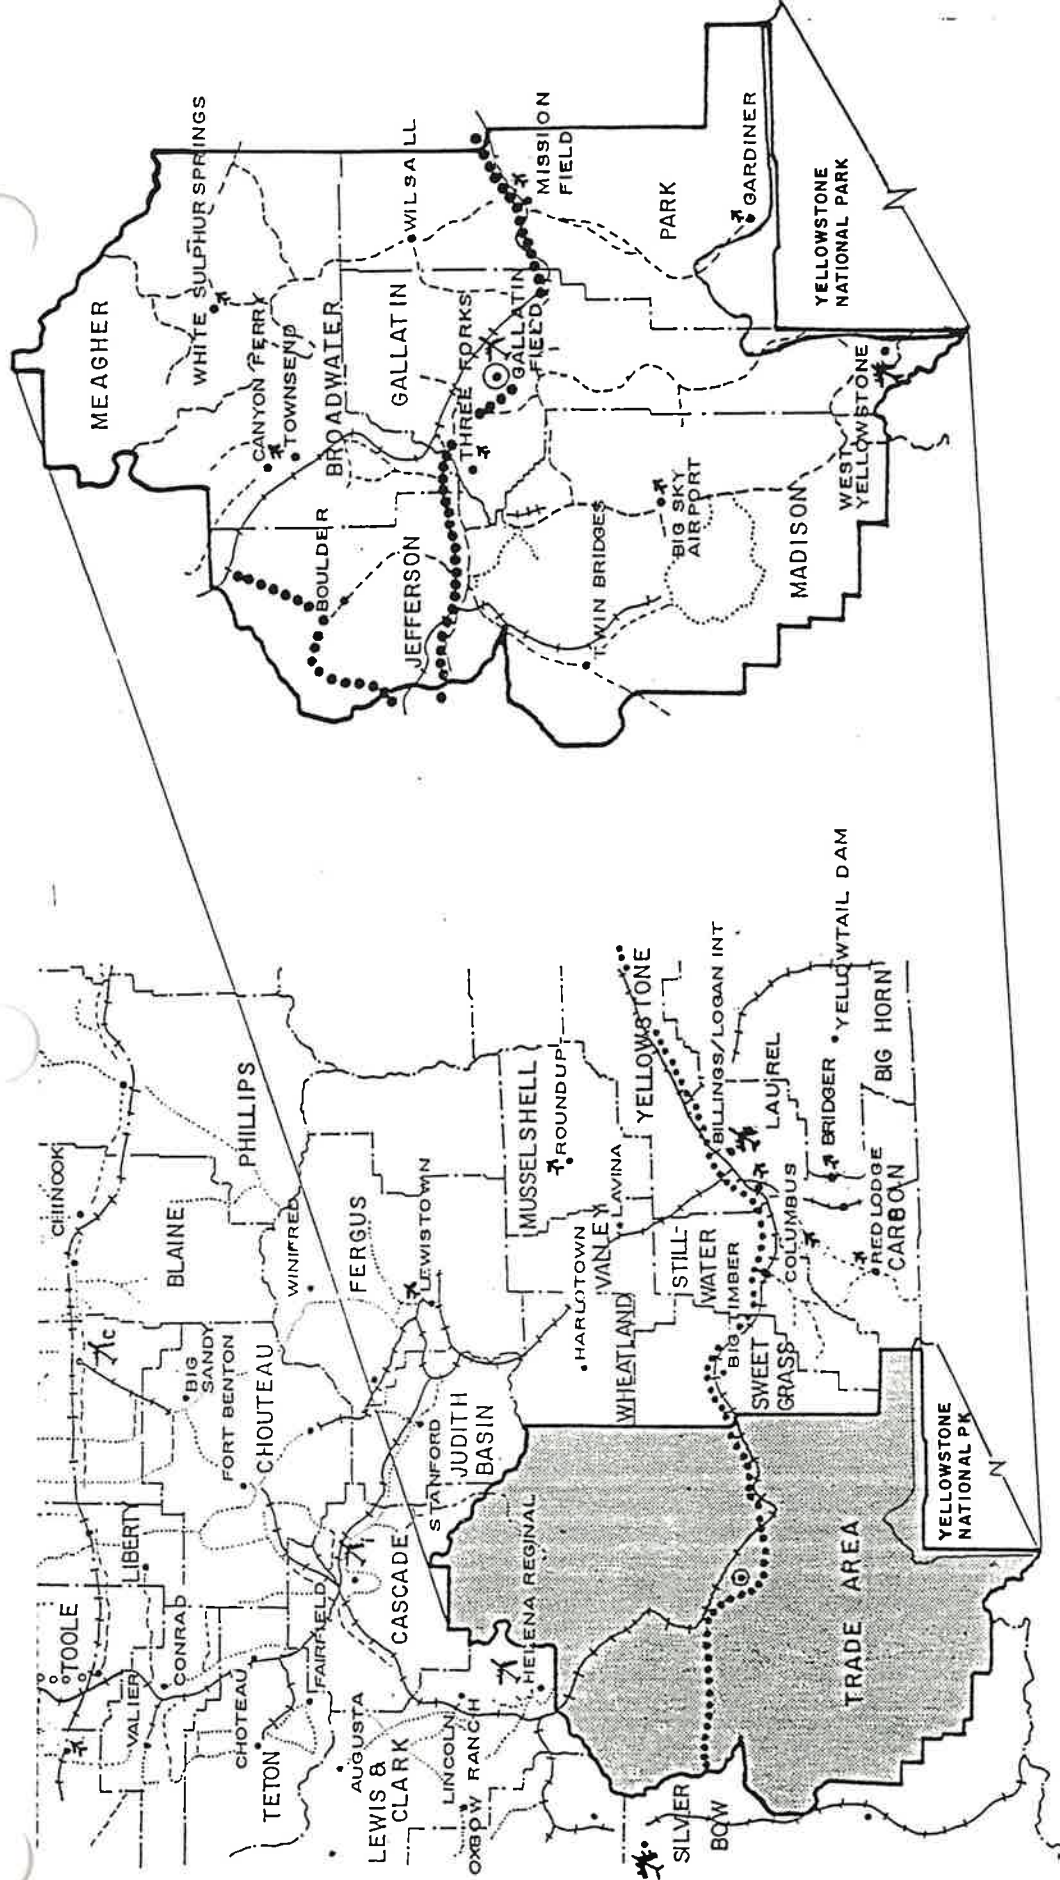 TOOLE
LIBERTY
VALIER
CONRAD
CHOTEAU
TETON
FAIRFIELD
AUGUSTA
LEWIS &
CLARK
LINCOLN
OXBOW RANCH
SILVER
BOW
CHINOOK
BLAINE
PHILLIPS
BIG
SANDY
FORT BENTON
CHOUTEAU
WINIFRED
FERGUS
LEWISTOWN
STANFORD
JUDITH
BASIN
CASCADE
HELENA REGINAL
MUSSELSHELL
ROUNDUP
HARLOTOWN
VALLEY
LAVINA
WHEATLAND
STILL-
WATER
YELLOWSTONE
BILLINGS/LOGAN INT
LAUREL
BIG TIMBER
COLUMBUS
SWEET
GRASS
BRIDGER
YELLOWTAIL DAM
RED LODGE
CARBON
BIG HORN
TRADE AREA
YELLOWSTONE
NATIONAL PK
N
MEAGHER
WHITE SULPHUR SPRINGS
CANYON FERRY
TOWNSEND
BROADWATER
BOULDER
JEFFERSON
GALLATIN
WILSALL
THREE FORKS
GALLATIN
FIELD
MISSION
FIELD
PARK
GARDINER
TWIN BRIDGES
BIG SKY
AIRPORT
MADISON
WEST
YELLOWSTONE
YELLOWSTONE
NATIONAL PARK
N